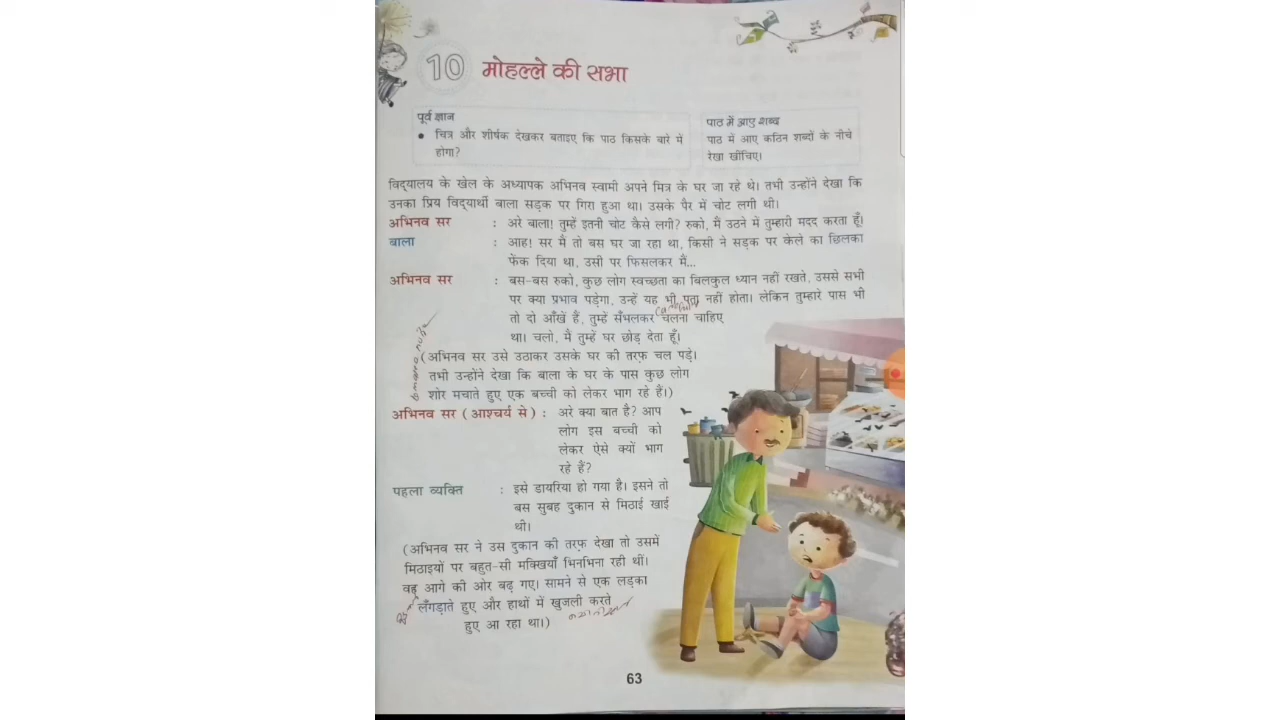 10 मोहल्ले की सभा
पूर्व ज्ञान
• चित्र और शीर्षक देखकर बताइए कि पाठ किसके बारे में
होगा?
पाठ में आए शब्द
पाठ में आए कठिन शब्दों के नीचे
रेखा खींचिए।
विद्यालय के खेल के अध्यापक अभिनव स्वामी अपने मित्र के घर जा रहे थे। तभी उन्होंने देखा कि
उनका प्रिय विद्यार्थी बाला सड़क पर गिरा हुआ था। उसके पैर में चोट लगी थी।
अभिनव सर : अरे बाला! तुम्हें इतनी चोट कैसे लगी? रुको, मैं उठने में तुम्हारी मदद करता हूँ।
बाला : आह! सर मैं तो बस घर जा रहा था, किसी ने सड़क पर केले का छिलका
फेंक दिया था, उसी पर फिसलकर मैं...
अभिनव सर : बस-बस रुको, कुछ लोग स्वच्छता का बिलकुल ध्यान नहीं रखते, उससे सभी
पर क्या प्रभाव पड़ेगा, उन्हें यह भी पता नहीं होता। लेकिन तुम्हारे पास भी
तो दो आँखें हैं, तुम्हें सँभलकर चलना चाहिए
था। चलो, मैं तुम्हें घर छोड़ देता हूँ।
(अभिनव सर उसे उठाकर उसके घर की तरफ़ चल पड़े।
तभी उन्होंने देखा कि बाला के घर के पास कुछ लोग
शोर मचाते हुए एक बच्ची को लेकर भाग रहे हैं।)
अभिनव सर (आश्चर्य से) : अरे क्या बात है? आप
लोग इस बच्ची को
लेकर ऐसे क्यों भाग
रहे हैं?
पहला व्यक्ति : इसे डायरिया हो गया है। इसने तो
बस सुबह दुकान से मिठाई खाई
थी।
(अभिनव सर ने उस दुकान की तरफ़ देखा तो उसमें
मिठाइयों पर बहुत-सी मक्खियाँ भिनभिना रही थीं।
वह आगे की ओर बढ़ गए। सामने से एक लड़का
लँगड़ाते हुए और हाथों में खुजली करते
हुए आ रहा था।)
63